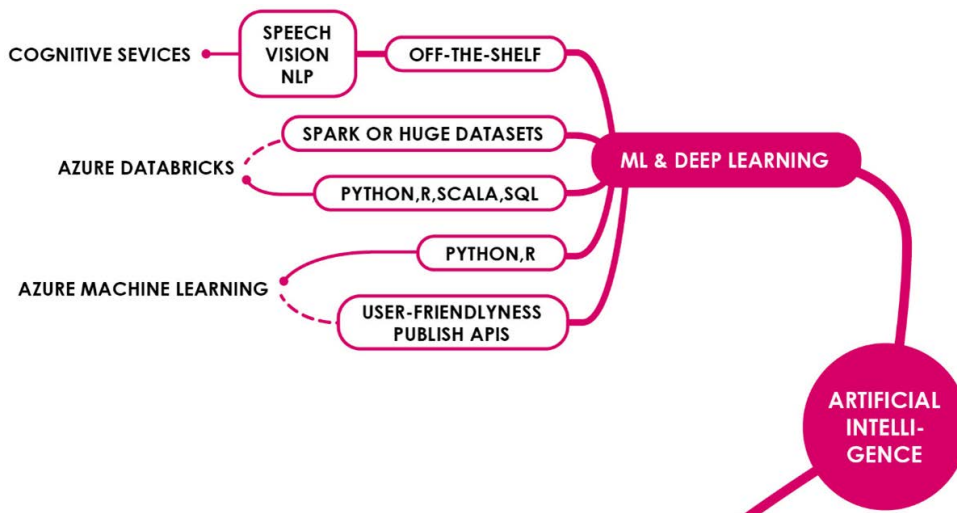 COGNITIVE SEVICES
SPEECH
VISION
NLP
OFF-THE-SHELF
SPARK OR HUGE DATASETS
AZURE DATABRICKS
PYTHON,R,SCALA,SQL
ML & DEEP LEARNING
PYTHON,R
AZURE MACHINE LEARNING
USER-FRIENDLYNESS
PUBLISH APIS
ARTIFICIAL
INTELLI-
GENCE